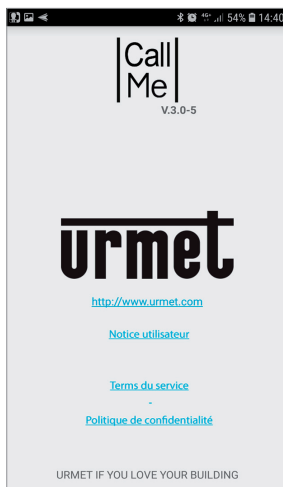 4G+ 54% 14:40
Call
Me
V.3.0-5
urmet
http://www.urmet.com
Notice utilisateur
Terms du service
-
Politique de confidentialité
URMET IF YOU LOVE YOUR BUILDING